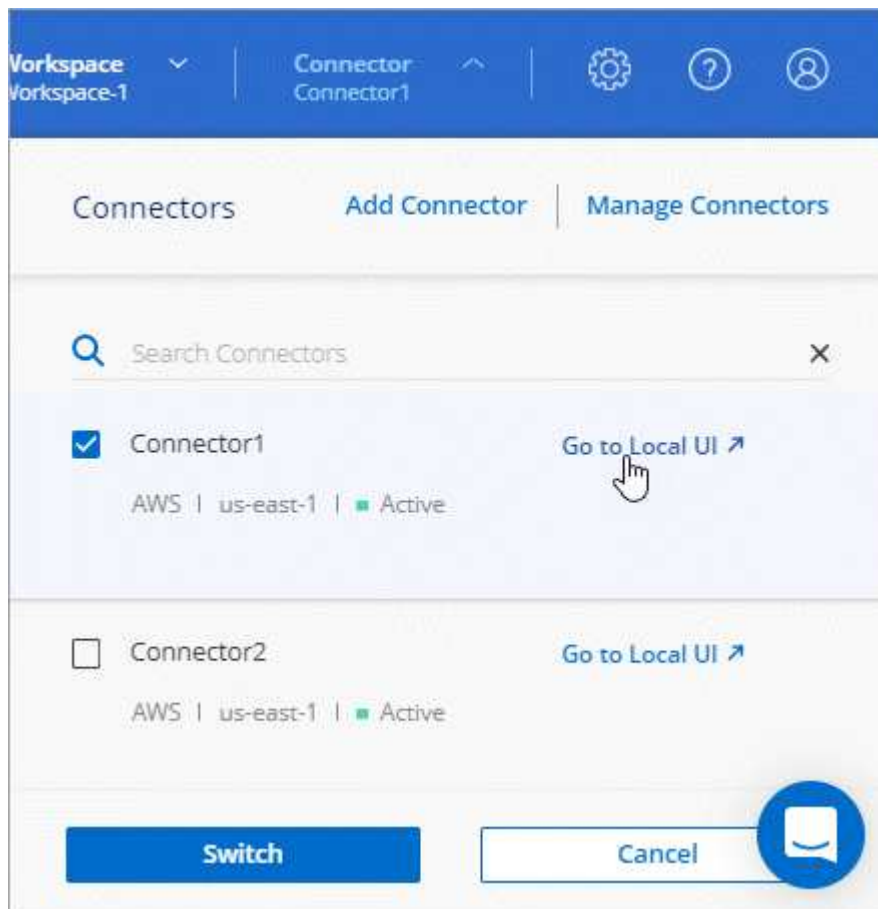 Workspace
Workspace-1
Connector
Connector1
Connectors
Add Connector
Manage Connectors
Search Connectors
Connector1
Go to Local UI
AWS | us-east-1 | Active
Connector2
Go to Local UI
AWS | us-east-1 | Active
Switch
Cancel